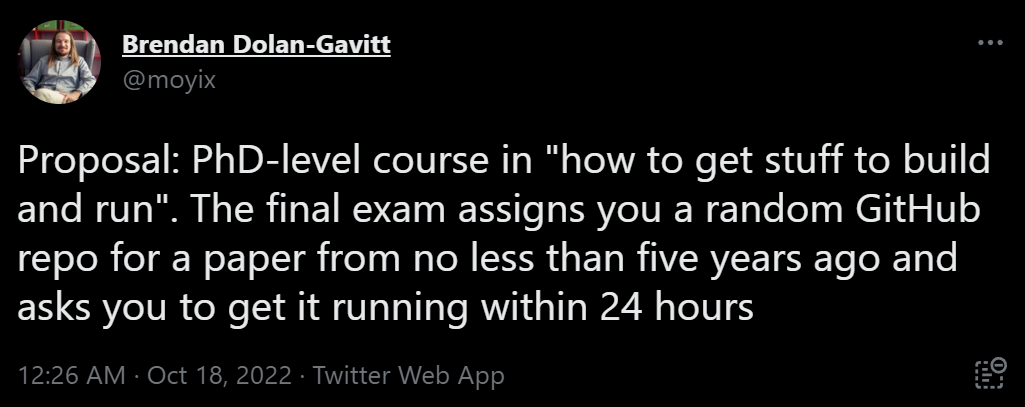 Brendan Dolan-Gavitt
@moyix
Proposal: PhD-level course in "how to get stuff to build
and run". The final exam assigns you a random GitHub
repo for a paper from no less than five years ago and
asks you to get it running within 24 hours
12:26 AM · Oct 18, 2022 · Twitter Web App